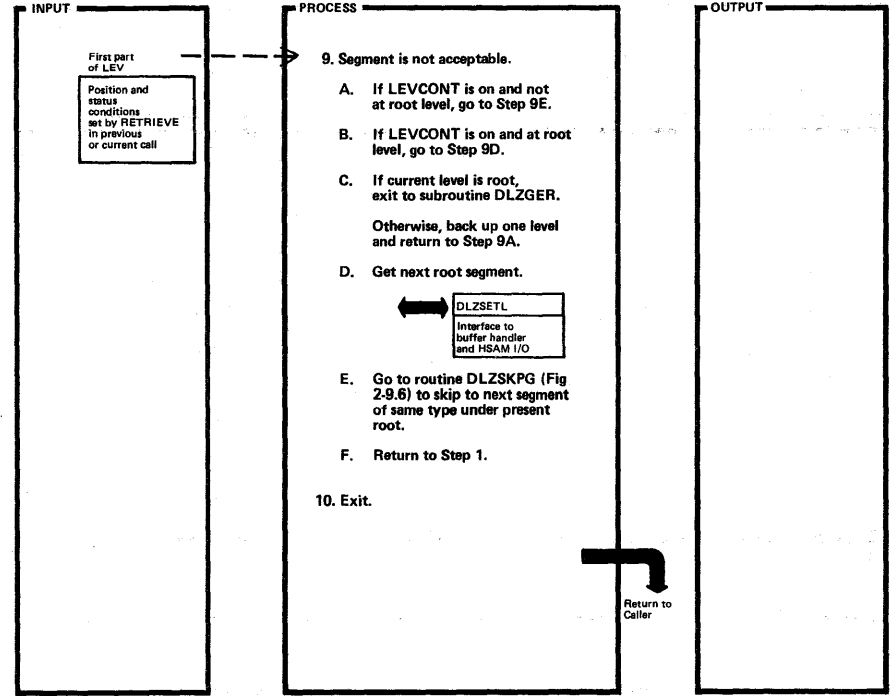 INPUT
PROCESS
OUTPUT
First part
of LEV
Position and
status
conditions
set by RETRIEVE
in previous
or current call
9. Segment is not acceptable.
A. If LEVCONT is on and not
at root level, go to Step 9E.
B. If LEVCONT is on and at root
level, go to Step 9D.
C. If current level is root,
exit to subroutine DLZGER.
Otherwise, back up one level
and return to Step 9A.
D. Get next root segment.
DLZSETL
Interface to
buffer handler
and HSAM I/O
E. Go to routine DLZSKPG (Fig
2-9.6) to skip to next segment
of same type under present
root.
F. Return to Step 1.
10. Exit.
Return to
Caller